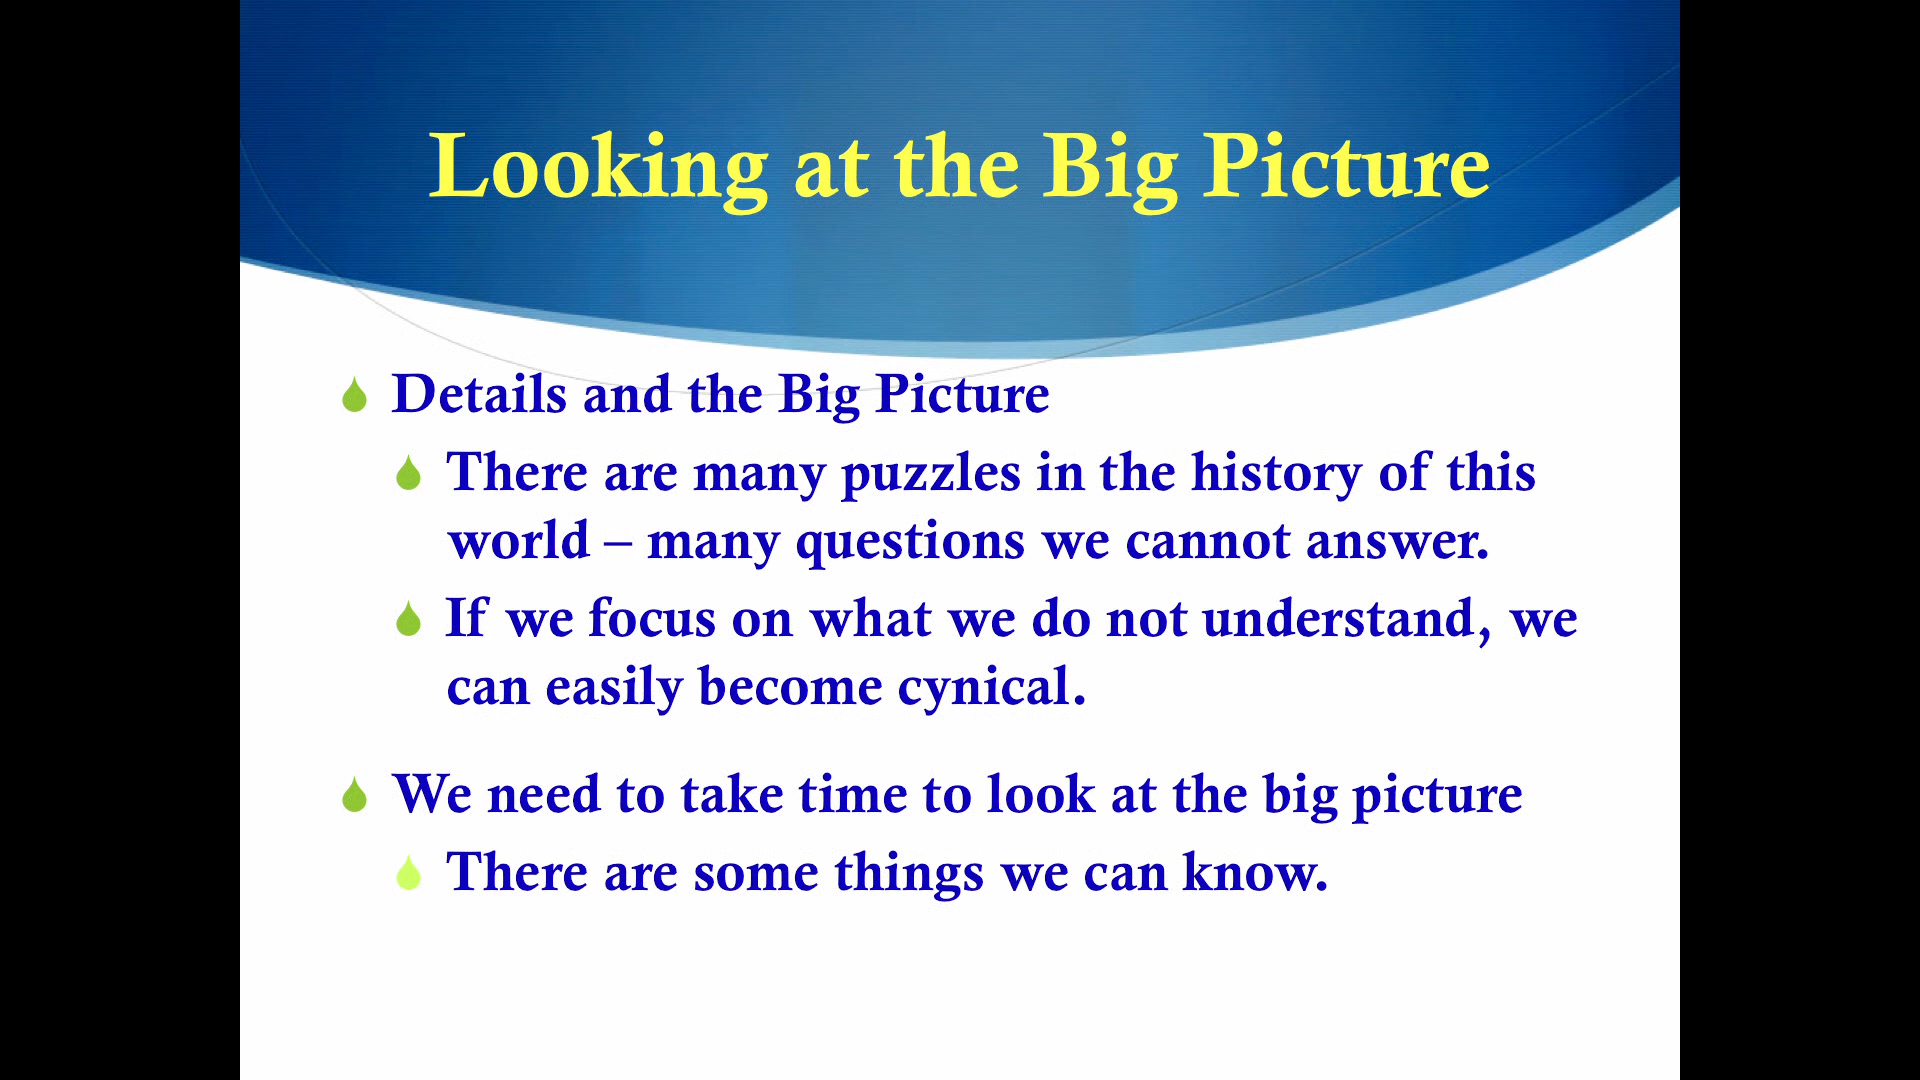 Looking at the Big Picture
Details and the Big Picture
There are many puzzles in the history of this
world – many questions we cannot answer.
If we focus on what we do not understand, we
can easily become cynical.
We need to take time to look at the big picture
There are some things we can know.